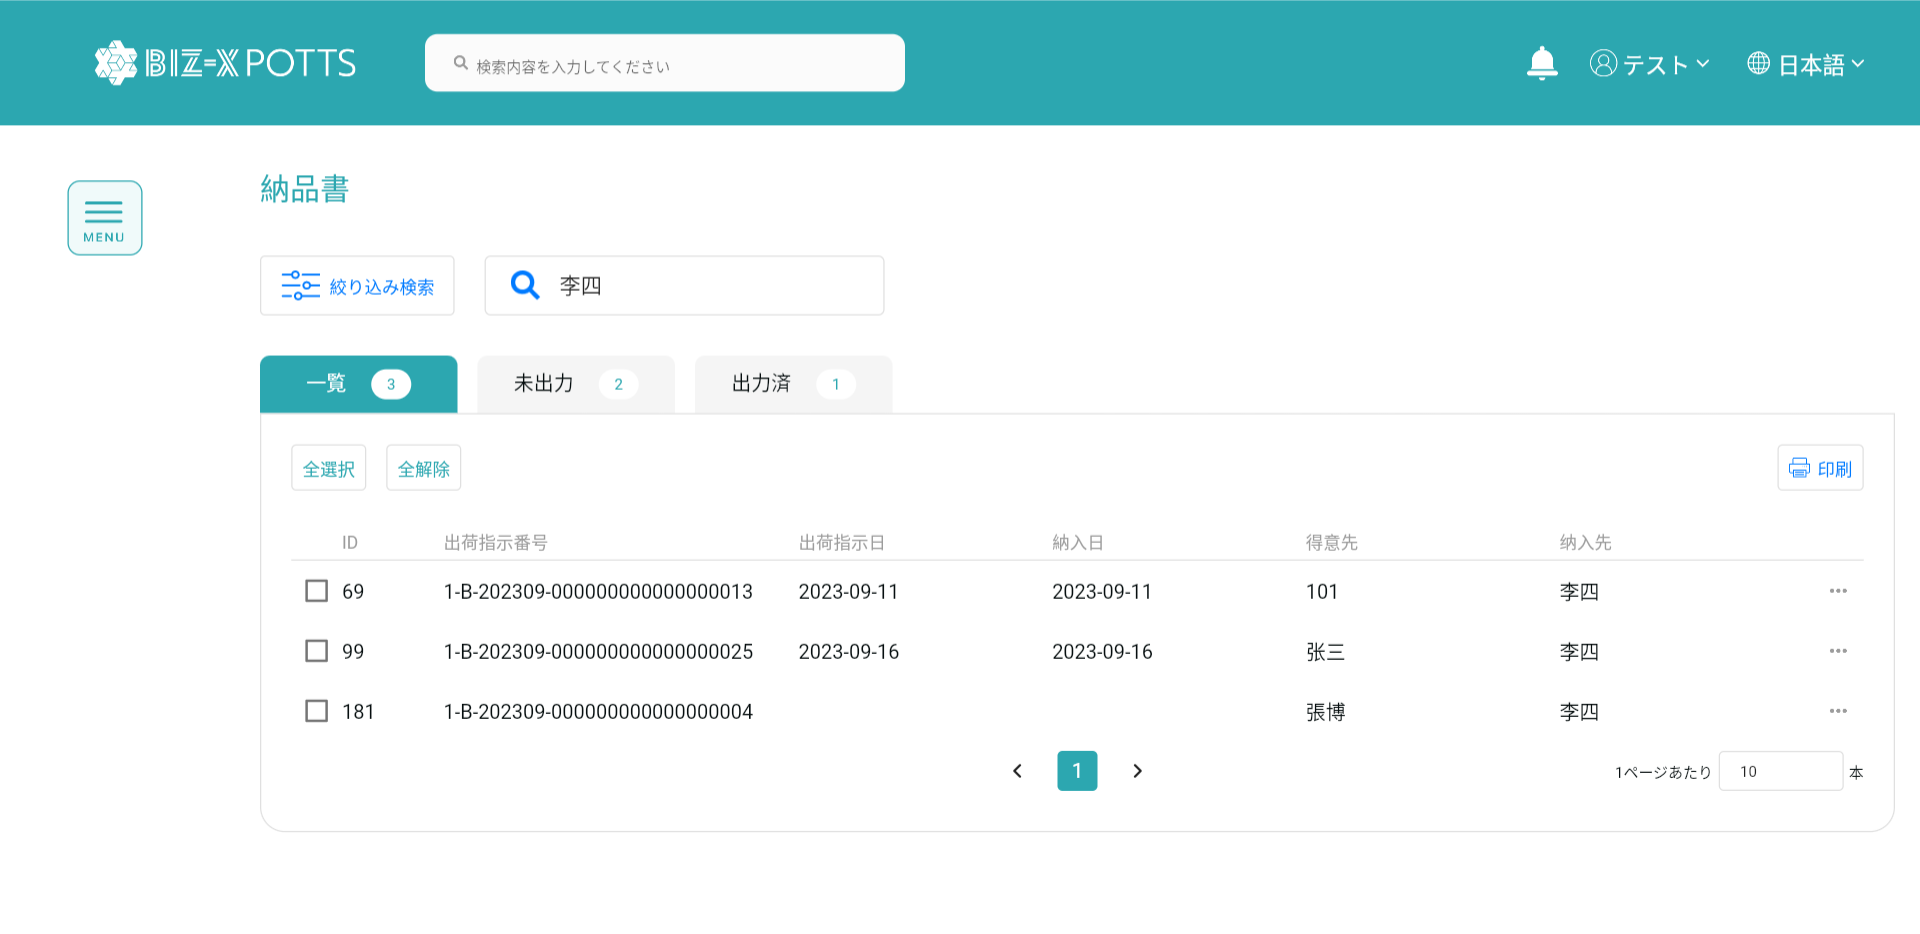 BIZ-X POTTS
検索内容を入力してください
テスト
日本語
MENU
納品書
絞り込み検索
李四
一覧 3
未出力 2
出力済 1
全選択
全解除
印刷
ID 出荷指示番号 出荷指示日 納入日 得意先 纳入先
69 1-B-202309-000000000000000013 2023-09-11 2023-09-11 101 李四
99 1-B-202309-000000000000000025 2023-09-16 2023-09-16 张三 李四
181 1-B-202309-000000000000000004 張博 李四
1
1ページあたり 10 本